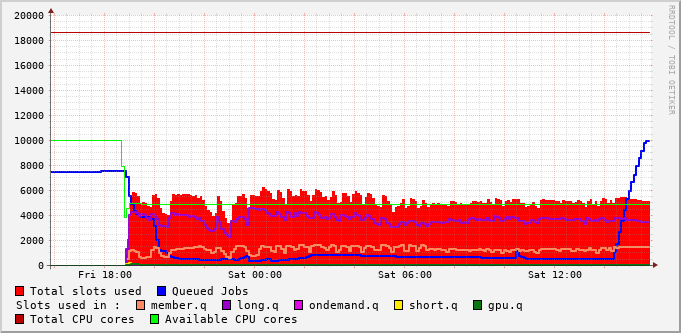 RRDTOOL / TOBI OETIKER
20000
18000
16000
14000
12000
10000
8000
6000
4000
2000
0
Fri 18:00 Sat 00:00 Sat 06:00 Sat 12:00
Total slots used Queued Jobs
Slots used in : member.q long.q ondemand.q short.q gpu.q
Total CPU cores Available CPU cores